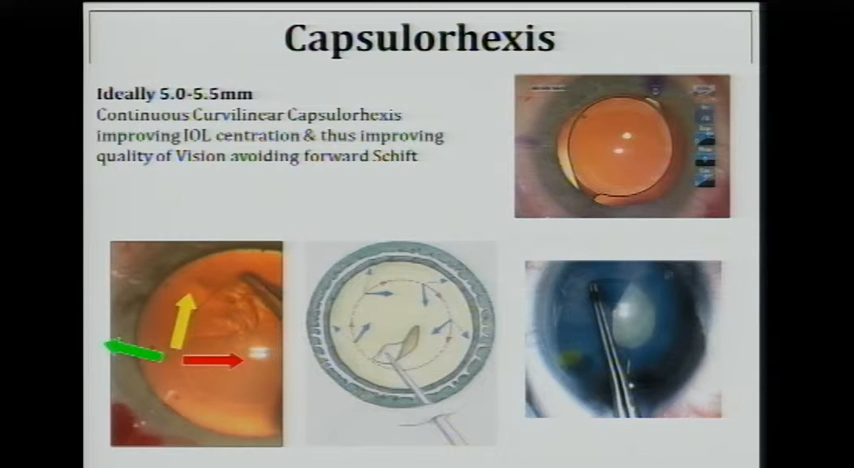 Capsulorhexis
Ideally 5.0-5.5mm
Continuous Curvilinear Capsulorhexis
improving IOL centration & thus improving
quality of Vision avoiding forward Schift